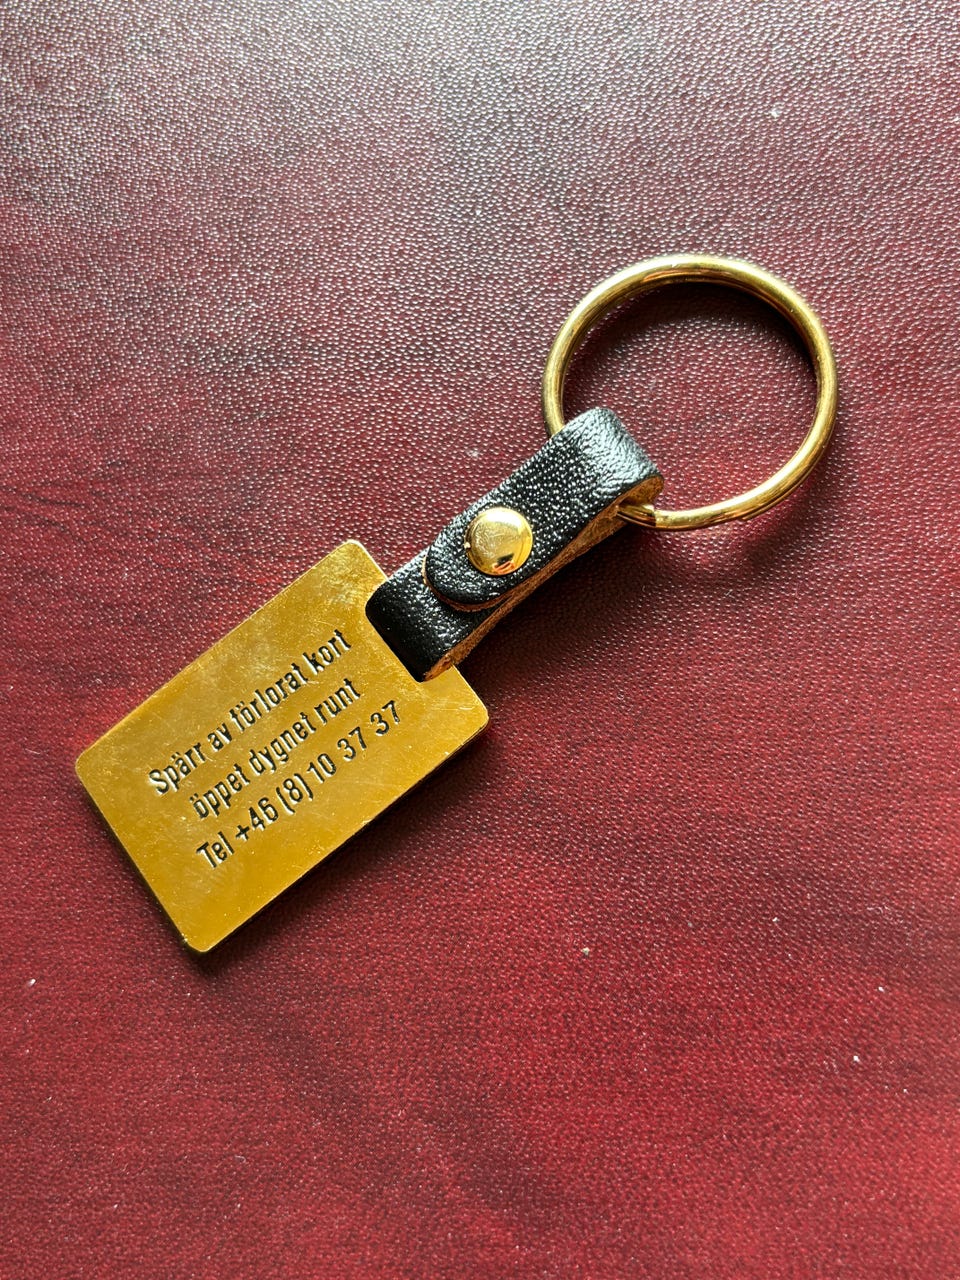 Spärr av förlorat kort
öppet dygnet runt
Tel +46 (8) 10 37 37